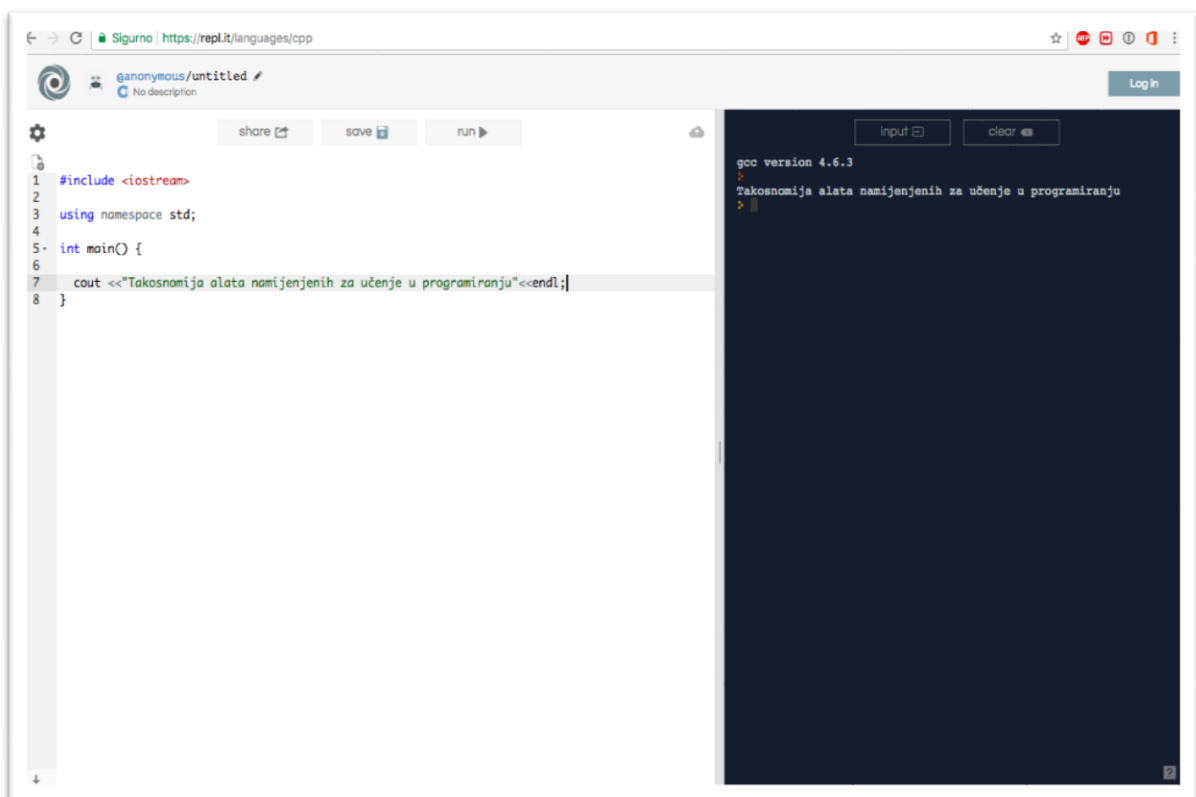 Sigurno | https://repl.it/languages/cpp
ABP
@anonymous/untitled
No description
Log in
share
save
run
input
clear
1 #include <iostream>
2
3 using namespace std;
4
5 int main() {
6
7 cout <<"Takosnomija alata namijenjenih za učenje u programiranju"<<endl;
8 }
gcc version 4.6.3
>
Takosnomija alata namijenjenih za učenje u programiranju
>
?